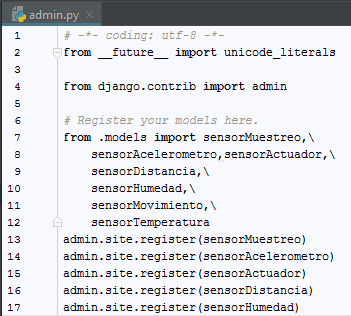 admin.py
1 # -*- coding: utf-8 -*-
2 from __future__ import unicode_literals
3
4 from django.contrib import admin
5
6 # Register your models here.
7 from .models import sensorMuestreo,\
8     sensorAcelerometro,sensorActuador,\
9     sensorDistancia,\
10     sensorHumedad,\
11     sensorMovimiento,\
12     sensorTemperatura
13 admin.site.register(sensorMuestreo)
14 admin.site.register(sensorAcelerometro)
15 admin.site.register(sensorActuador)
16 admin.site.register(sensorDistancia)
17 admin.site.register(sensorHumedad)